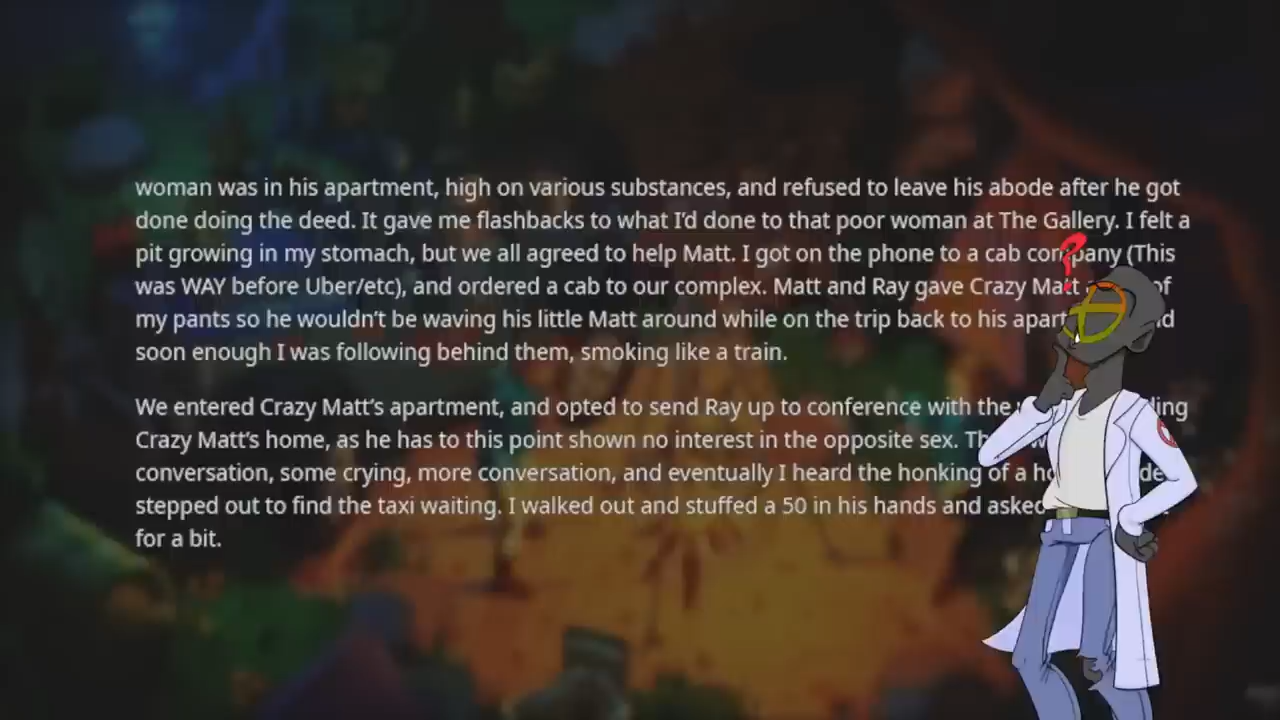 woman was in his apartment, high on various substances, and refused to leave his abode after he got
done doing the deed. It gave me flashbacks to what I'd done to that poor woman at The Gallery. I felt a
pit growing in my stomach, but we all agreed to help Matt. I got on the phone to a cab company (This
was WAY before Uber/etc), and ordered a cab to our complex. Matt and Ray gave Crazy Matt of
my pants so he wouldn't be waving his little Matt around while on the trip back to his
soon enough I was following behind them, smoking like a train.
We entered Crazy Matt's apartment, and opted to send Ray up to conference with the
Crazy Matt's home, as he has to this point shown no interest in the opposite sex.
conversation, some crying, more conversation, and eventually I heard the honking of a
stepped out to find the taxi waiting. I walked out and stuffed a 50 in his hands and asked
for a bit.
?